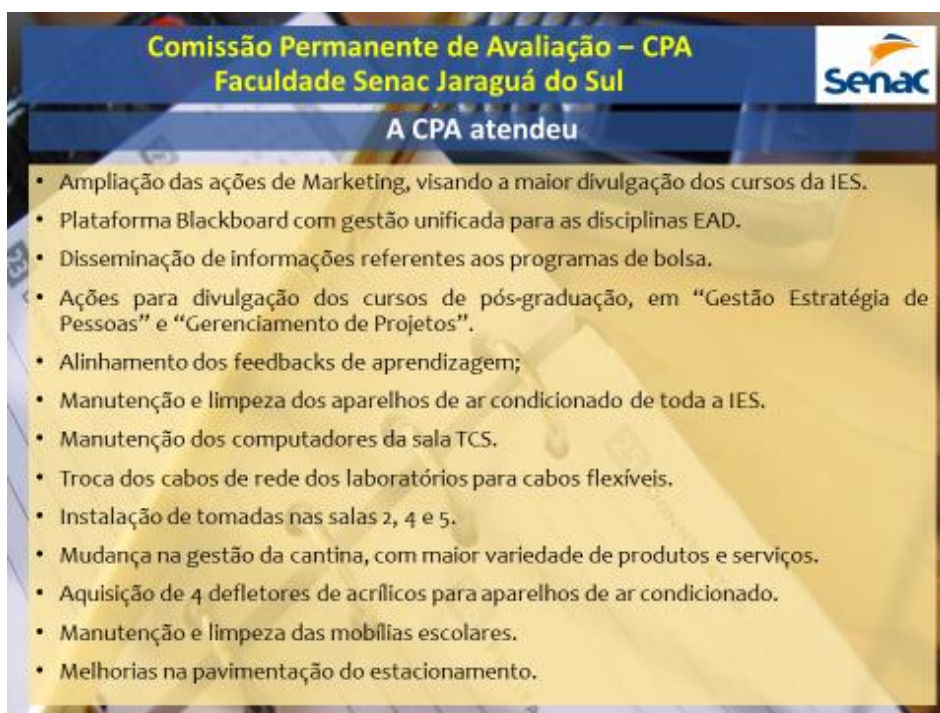 Comissão Permanente de Avaliação – CPA
Faculdade Senac Jaraguá do Sul
Senac
A CPA atendeu
• Ampliação das ações de Marketing, visando a maior divulgação dos cursos da IES.
• Plataforma Blackboard com gestão unificada para as disciplinas EAD.
• Disseminação de informações referentes aos programas de bolsa.
• Ações para divulgação dos cursos de pós-graduação, em “Gestão Estratégia de
Pessoas” e “Gerenciamento de Projetos”.
• Alinhamento dos feedbacks de aprendizagem;
• Manutenção e limpeza dos aparelhos de ar condicionado de toda a IES.
• Manutenção dos computadores da sala TCS.
• Troca dos cabos de rede dos laboratórios para cabos flexíveis.
• Instalação de tomadas nas salas 2, 4 e 5.
• Mudança na gestão da cantina, com maior variedade de produtos e serviços.
• Aquisição de 4 defletores de acrílicos para aparelhos de ar condicionado.
• Manutenção e limpeza das mobílias escolares.
• Melhorias na pavimentação do estacionamento.
23